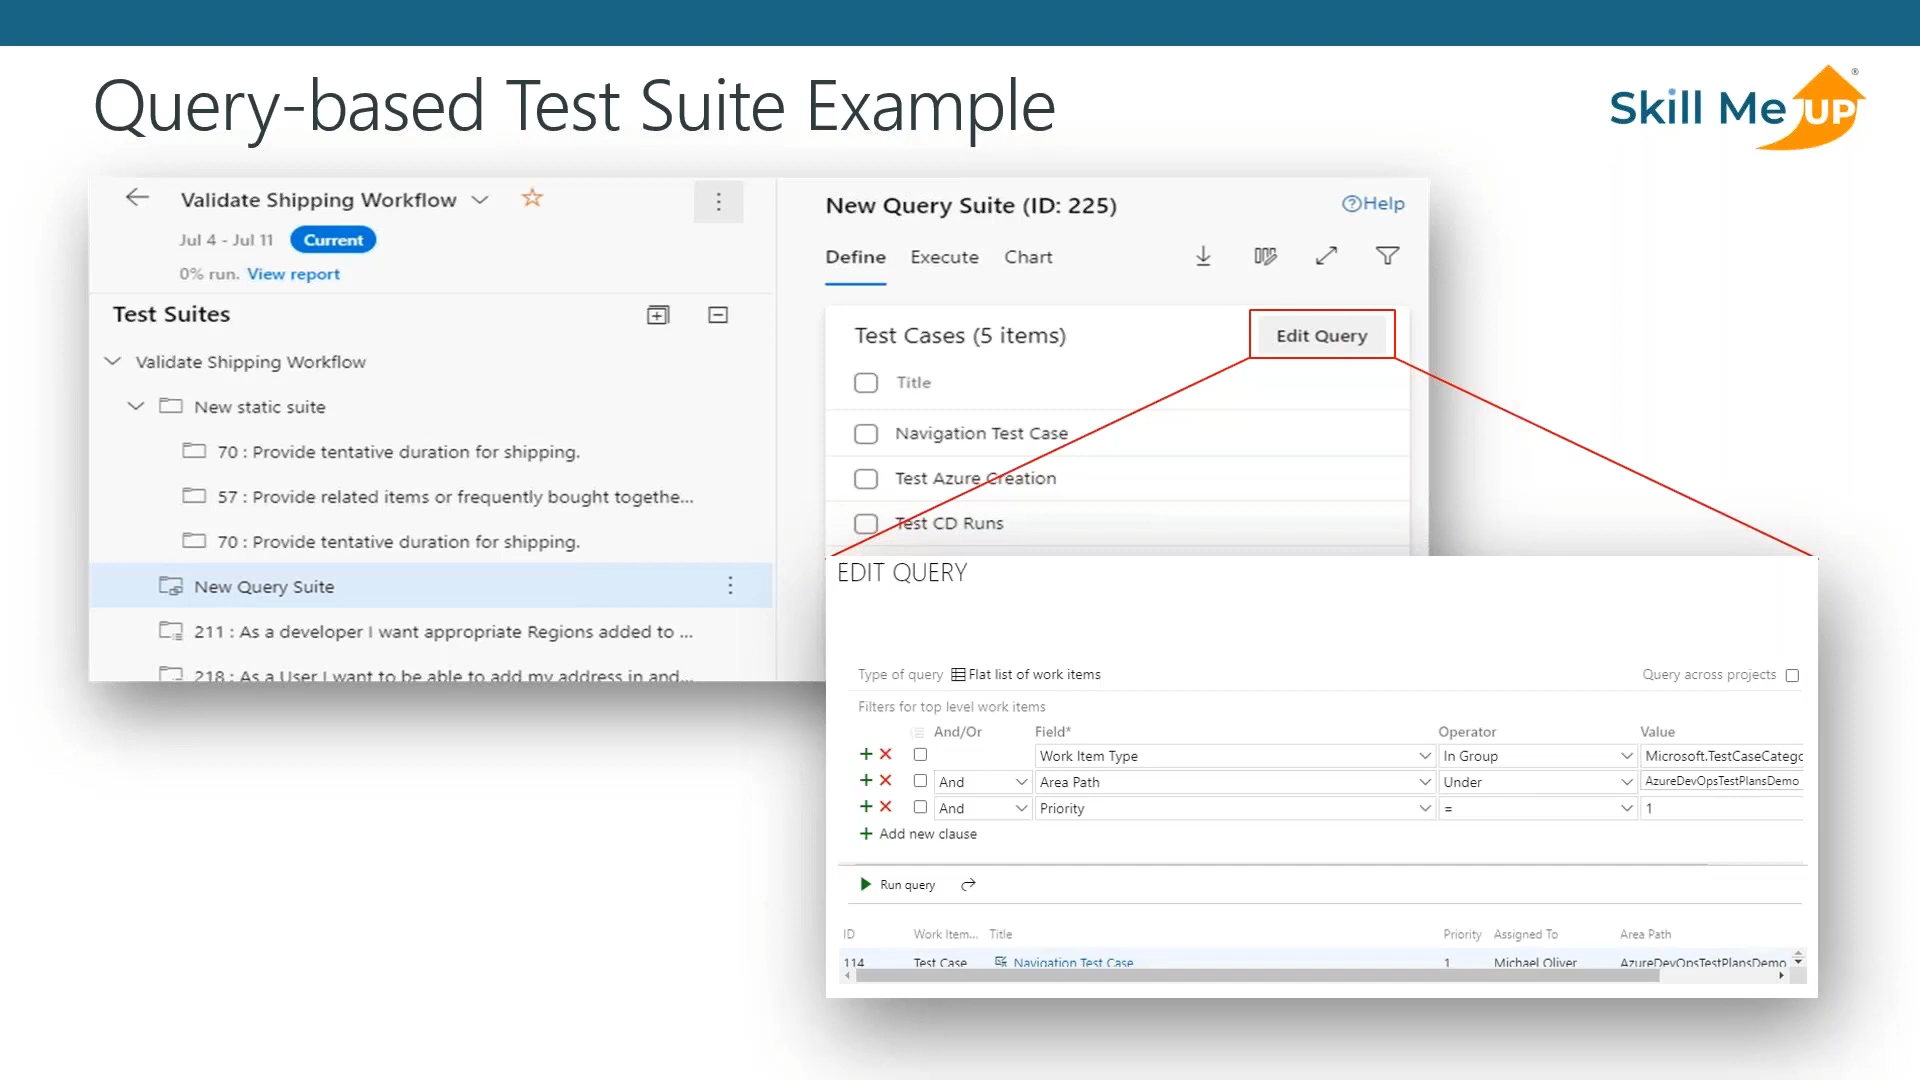 Query-based Test Suite Example
Skill Me UP®
Validate Shipping Workflow
Jul 4 - Jul 11 Current
0% run. View report
Test Suites
Validate Shipping Workflow
New static suite
70 : Provide tentative duration for shipping.
57 : Provide related items or frequently bought togethe...
70 : Provide tentative duration for shipping.
New Query Suite
211 : As a developer I want appropriate Regions added to ...
218 : As a User I want to be able to add my address in and...
New Query Suite (ID: 225)
Help
Define Execute Chart
Test Cases (5 items) Edit Query
Title
Navigation Test Case
Test Azure Creation
Test CD Runs
EDIT QUERY
Type of query Flat list of work items Query across projects
Filters for top level work items
And/Or Field* Operator Value
Work Item Type In Group Microsoft.TestCaseCatego
And Area Path Under AzureDevOpsTestPlansDemo
And Priority = 1
Add new clause
Run query
ID Work Item... Title Priority Assigned To Area Path
114 Test Case Navigation Test Case 1 Michael Oliver AzureDevOpsTestPlansDemo